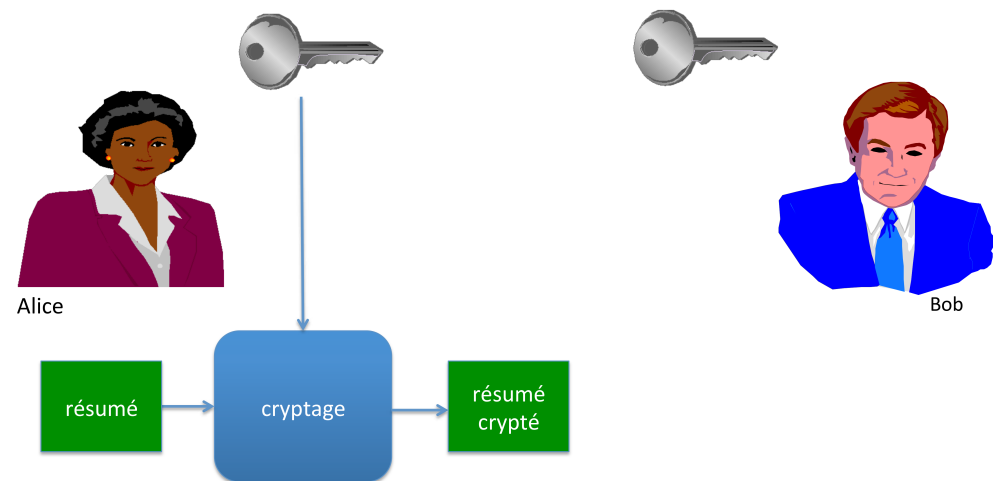 Alice
Bob
résumé
cryptage
résumé
crypté